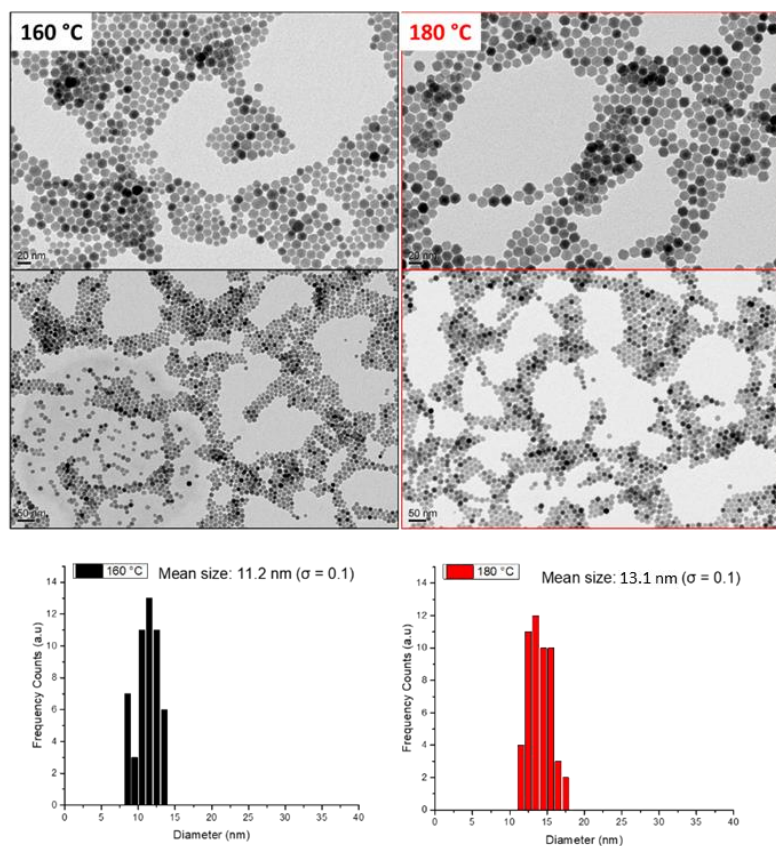 160 °C
180 °C
20 nm
20 nm
50 nm
50 nm
160 °C
Mean size: 11.2 nm (σ = 0.1)
14
12
10
8
6
4
2
0
Frequency Counts (a.u)
0 5 10 15 20 25 30 35 40
Diameter (nm)
180 °C
Mean size: 13.1 nm (σ = 0.1)
14
12
10
8
6
4
2
0
Frequency Counts (a.u)
0 5 10 15 20 25 30 35 40
Diameter (nm)